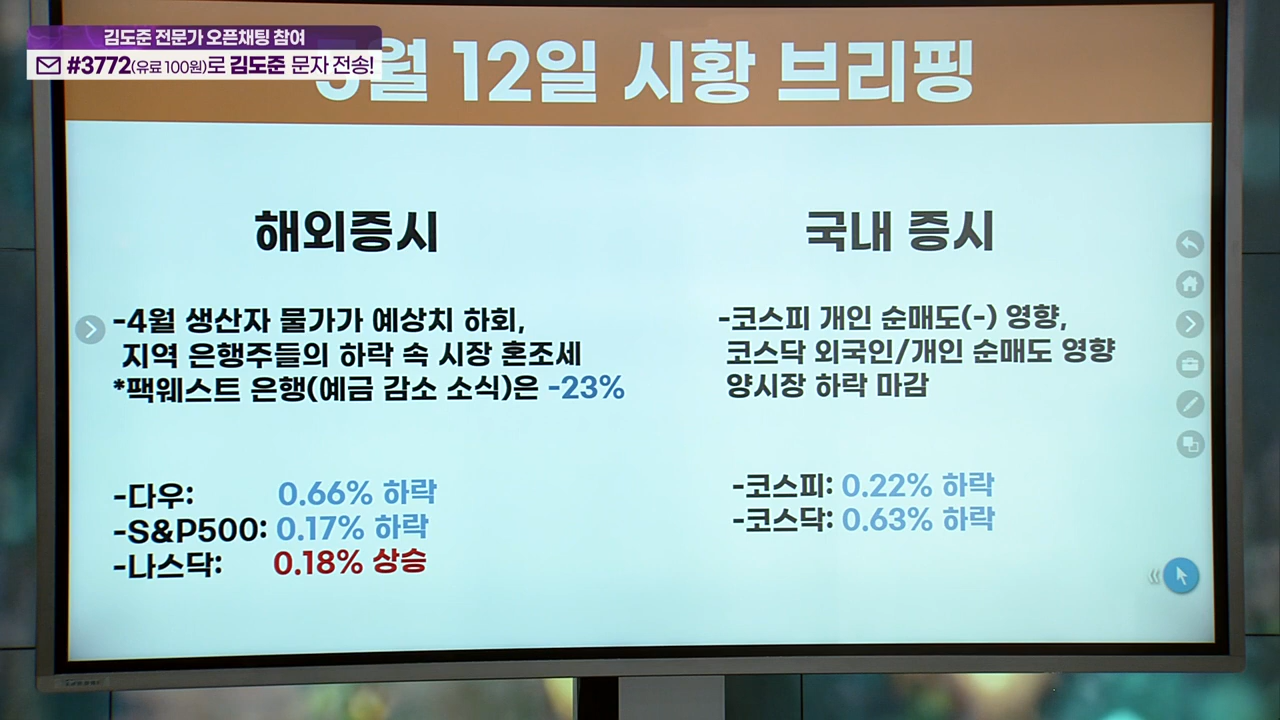 김도준 전문가 오픈채팅 참여
#3772(유료 100원)로 김도준 문자 전송!
5월 12일 시황 브리핑
해외증시
-4월 생산자 물가가 예상치 하회,
지역 은행주들의 하락 속 시장 혼조세
*팩웨스트 은행(예금 감소 소식)은 -23%
-다우: 0.66% 하락
-S&P500: 0.17% 하락
-나스닥: 0.18% 상승
국내 증시
-코스피 개인 순매도(-) 영향,
코스닥 외국인/개인 순매도 영향
양시장 하락 마감
-코스피: 0.22% 하락
-코스닥: 0.63% 하락